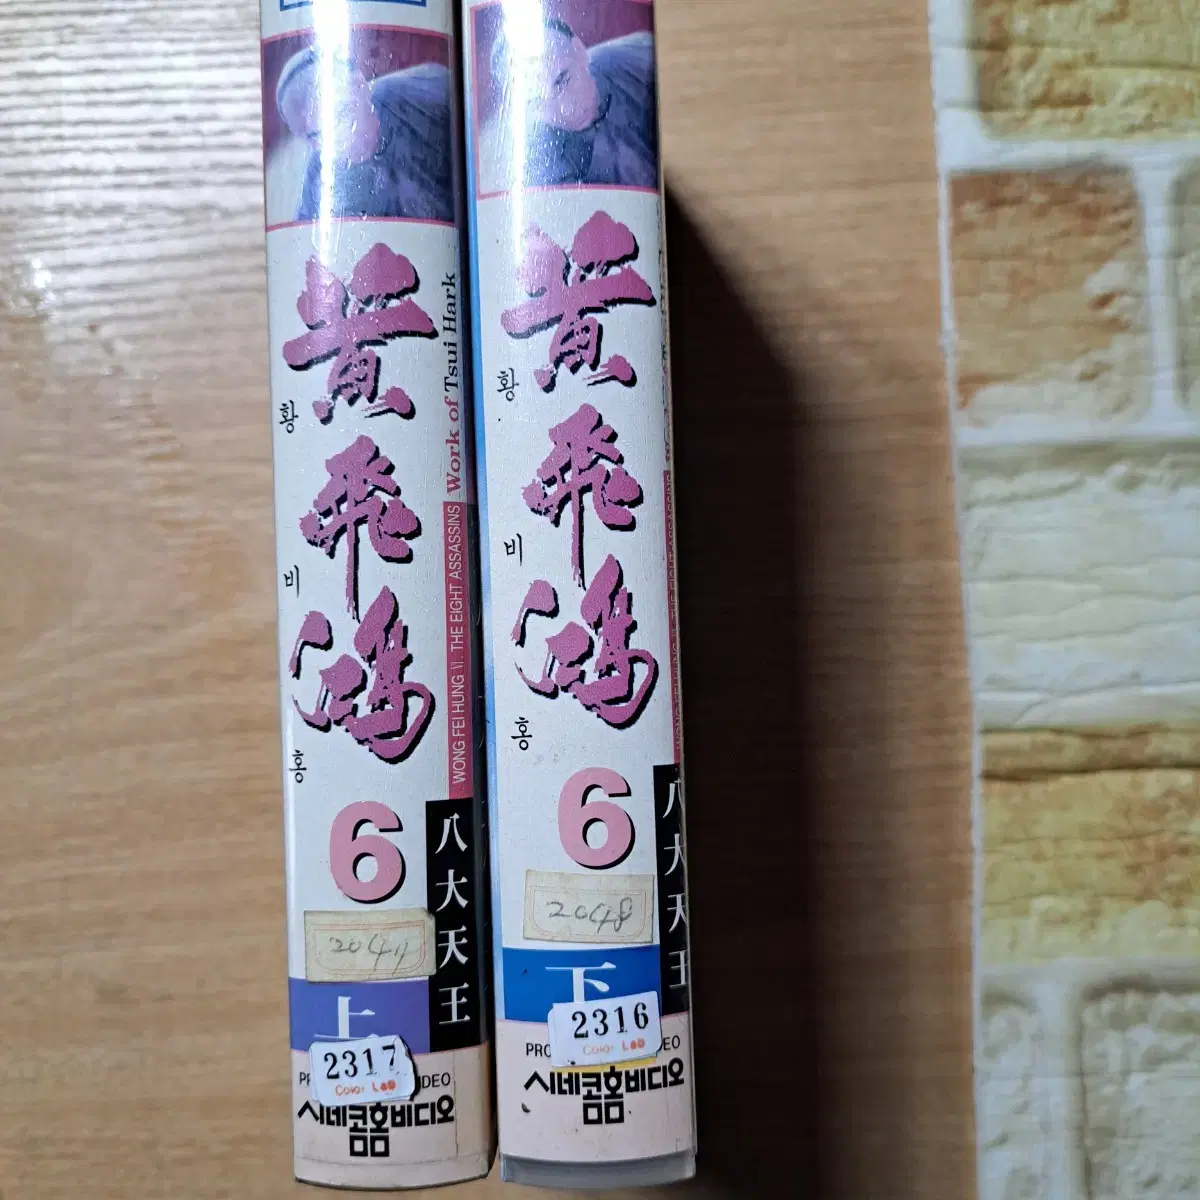 黃飛鴻
황비홍
Work of Tsui Hark
WONG FEI HUNG VI. THE EIGHT ASSASSINS
6
八大天王
上
2317
Color LAB
시네콤홈비디오
黃飛鴻
황비홍
6
八大天王
2048
下
2316
Color LAB
PRO
DEO
시네콤홈비디오